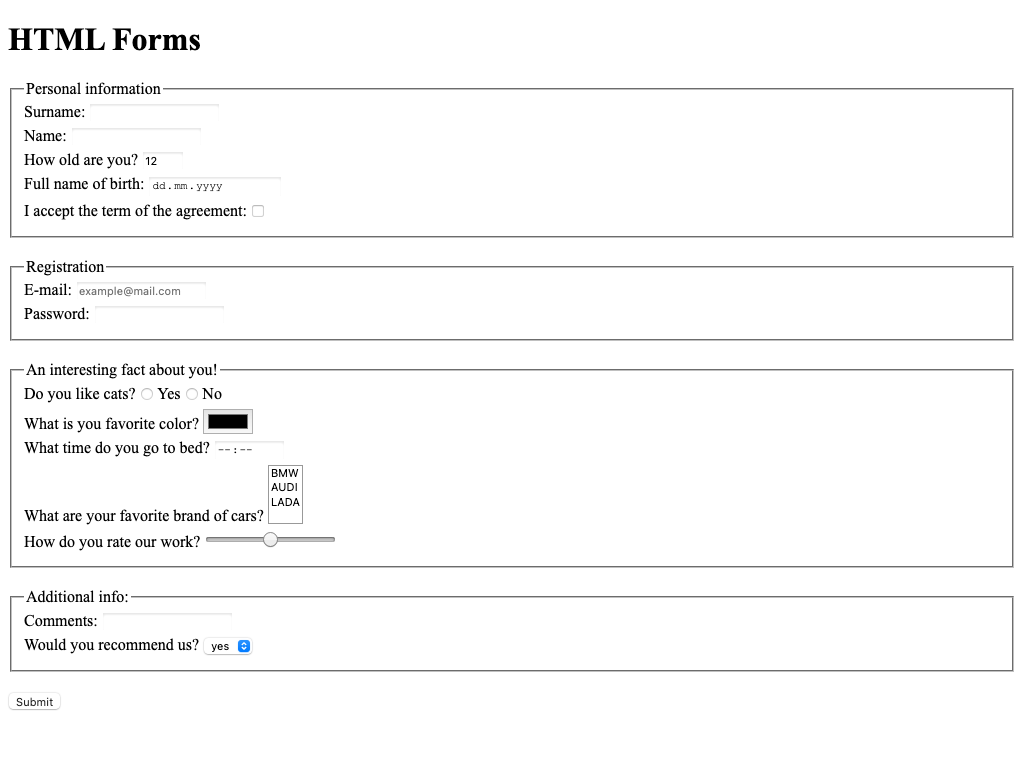 HTML Forms
Personal information
Surname:
Name:
How old are you? 12
Full name of birth: dd.mm.yyyy
I accept the term of the agreement:
Registration
E-mail: example@mail.com
Password:
An interesting fact about you!
Do you like cats? Yes No
What is you favorite color?
What time do you go to bed? --:--
BMW
AUDI
LADA
What are your favorite brand of cars?
How do you rate our work?
Additional info:
Comments:
Would you recommend us? yes
Submit